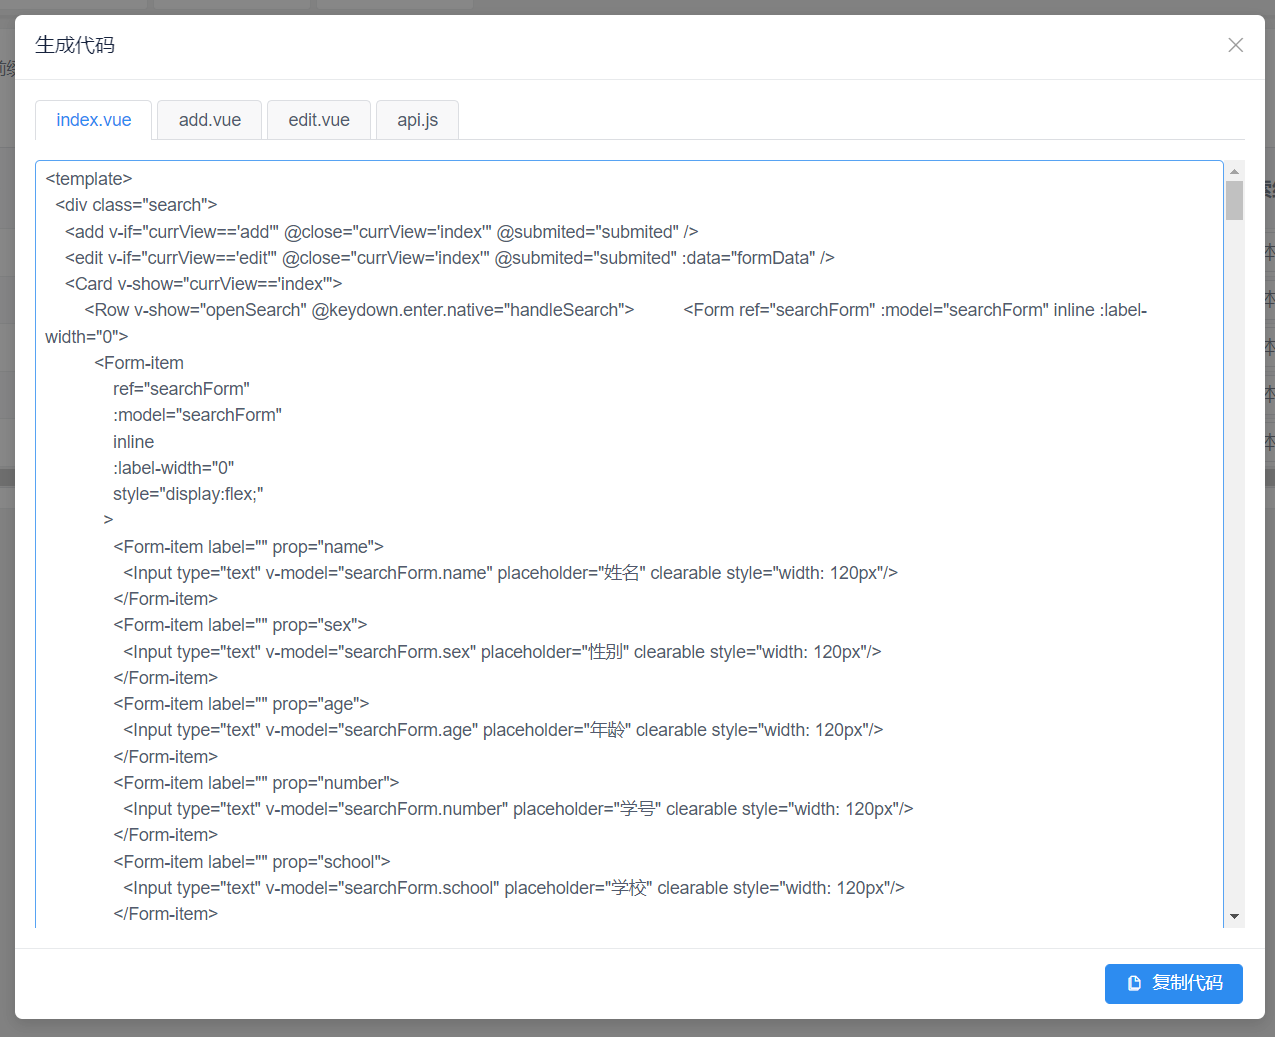 生成代码
index.vue
add.vue
edit.vue
api.js
<template>
<div class="search">
<add v-if="currView=='add'" @close="currView='index'" @submited="submited" />
<edit v-if="currView=='edit'" @close="currView='index'" @submited="submited" :data="formData" />
<Card v-show="currView=='index'">
<Row v-show="openSearch" @keydown.enter.native="handleSearch"> <Form ref="searchForm" :model="searchForm" inline :label-
width="0">
<Form-item
ref="searchForm"
:model="searchForm"
inline
:label-width="0"
style="display:flex;"
>
<Form-item label="" prop="name">
<Input type="text" v-model="searchForm.name" placeholder="姓名" clearable style="width: 120px"/>
</Form-item>
<Form-item label="" prop="sex">
<Input type="text" v-model="searchForm.sex" placeholder="性别" clearable style="width: 120px"/>
</Form-item>
<Form-item label="" prop="age">
<Input type="text" v-model="searchForm.age" placeholder="年龄" clearable style="width: 120px"/>
</Form-item>
<Form-item label="" prop="number">
<Input type="text" v-model="searchForm.number" placeholder="学号" clearable style="width: 120px"/>
</Form-item>
<Form-item label="" prop="school">
<Input type="text" v-model="searchForm.school" placeholder="学校" clearable style="width: 120px"/>
</Form-item>
复制代码